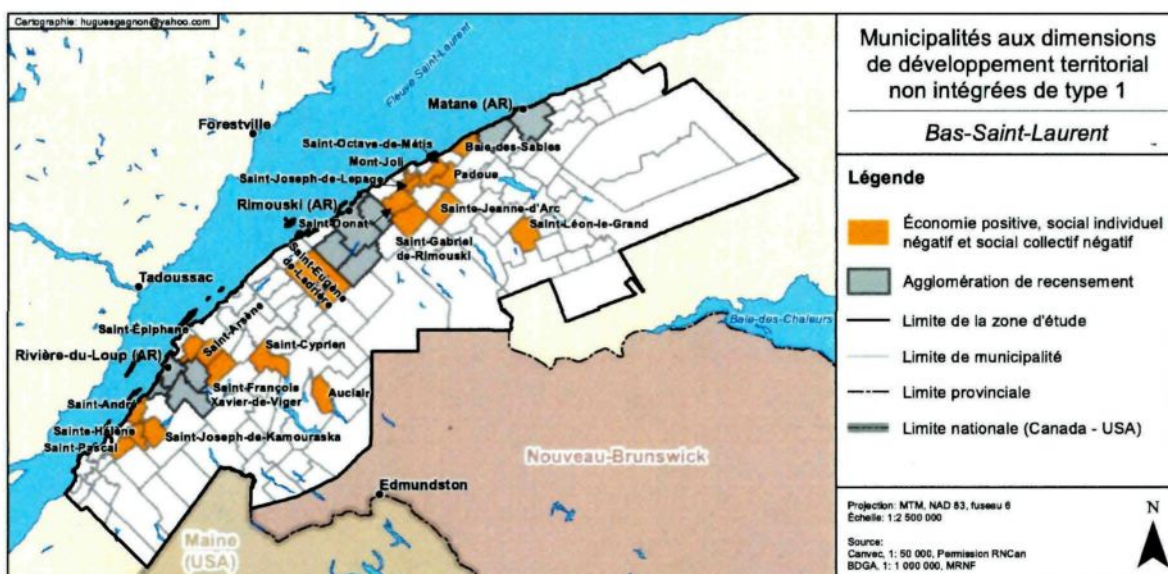 Cartographie: huguesgagnon@yahoo.com
Fleuve Saint-Laurent
Matane (AR)
Forestville
Saint-Octave-de-Métis
Baie-des-Sables
Mont-Joli
Padoue
Saint-Joseph-de-Lepage
Rimouski (AR)
Sainte-Jeanne-d'Arc
Saint-Léon-le-Grand
Saint-Donat
Saint-Gabriel
de-Rimouski
Saint-Eugène
de-Ladrière
Tadoussac
Baie-des-Chaleurs
Saint-Épiphane
Saint-Arsène
Saint-Cyprien
Rivière-du-Loup (AR)
Saint-François
Xavier-de-Viger
Auclair
Saint-André
Sainte-Hélène
Saint-Joseph-de-Kamouraska
Saint-Pascal
Nouveau-Brunswick
Edmundston
Maine
(USA)
Municipalités aux dimensions
de développement territorial
non intégrées de type 1
Bas-Saint-Laurent
Légende
Économie positive, social individuel
négatif et social collectif négatif
Agglomération de recensement
Limite de la zone d'étude
Limite de municipalité
Limite provinciale
Limite nationale (Canada - USA)
Projection: MTM, NAD 83, fuseau 6
Échelle: 1:2 500 000
N
Source:
Canvec, 1: 50 000, Permission RNCan
BDGA, 1: 1 000 000, MRNF